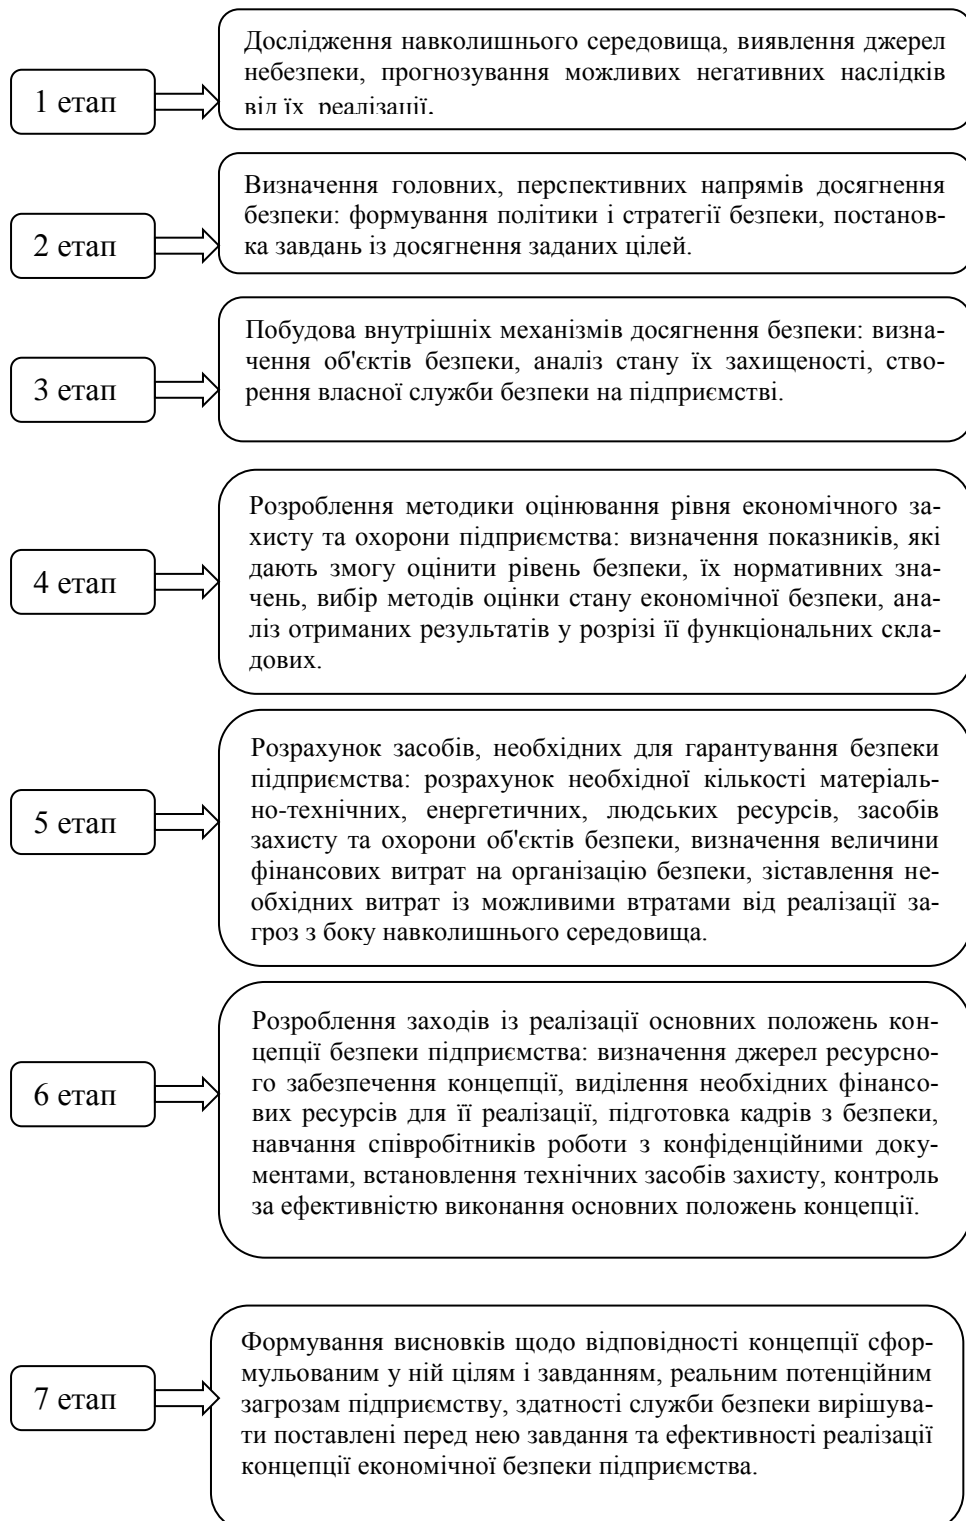 Дослідження навколишнього середовища, виявлення джерел
небезпеки, прогнозування можливих негативних наслідків
від їх реалізації.
1 етап
Визначення головних, перспективних напрямів досягнення
безпеки: формування політики і стратегії безпеки, постанов-
ка завдань із досягнення заданих цілей.
2 етап
Побудова внутрішніх механізмів досягнення безпеки: визна-
чення об'єктів безпеки, аналіз стану їх захищеності, ство-
рення власної служби безпеки на підприємстві.
3 етап
Розроблення методики оцінювання рівня економічного за-
хисту та охорони підприємства: визначення показників, які
дають змогу оцінити рівень безпеки, їх нормативних зна-
чень, вибір методів оцінки стану економічної безпеки, ана-
ліз отриманих результатів у розрізі її функціональних скла-
дових.
4 етап
Розрахунок засобів, необхідних для гарантування безпеки
підприємства: розрахунок необхідної кількості матеріаль-
но-технічних, енергетичних, людських ресурсів, засобів
захисту та охорони об'єктів безпеки, визначення величини
фінансових витрат на організацію безпеки, зіставлення не-
обхідних витрат із можливими втратами від реалізації за-
гроз з боку навколишнього середовища.
5 етап
Розроблення заходів із реалізації основних положень кон-
цепції безпеки підприємства: визначення джерел ресурсно-
го забезпечення концепції, виділення необхідних фінансо-
вих ресурсів для її реалізації, підготовка кадрів з безпеки,
навчання співробітників роботи з конфіденційними доку-
ментами, встановлення технічних засобів захисту, контроль
за ефективністю виконання основних положень концепції.
6 етап
Формування висновків щодо відповідності концепції сфор-
мульованим у ній цілям і завданням, реальним потенційним
загрозам підприємству, здатності служби безпеки вирішува-
ти поставлені перед нею завдання та ефективності реалізації
концепції економічної безпеки підприємства.
7 етап